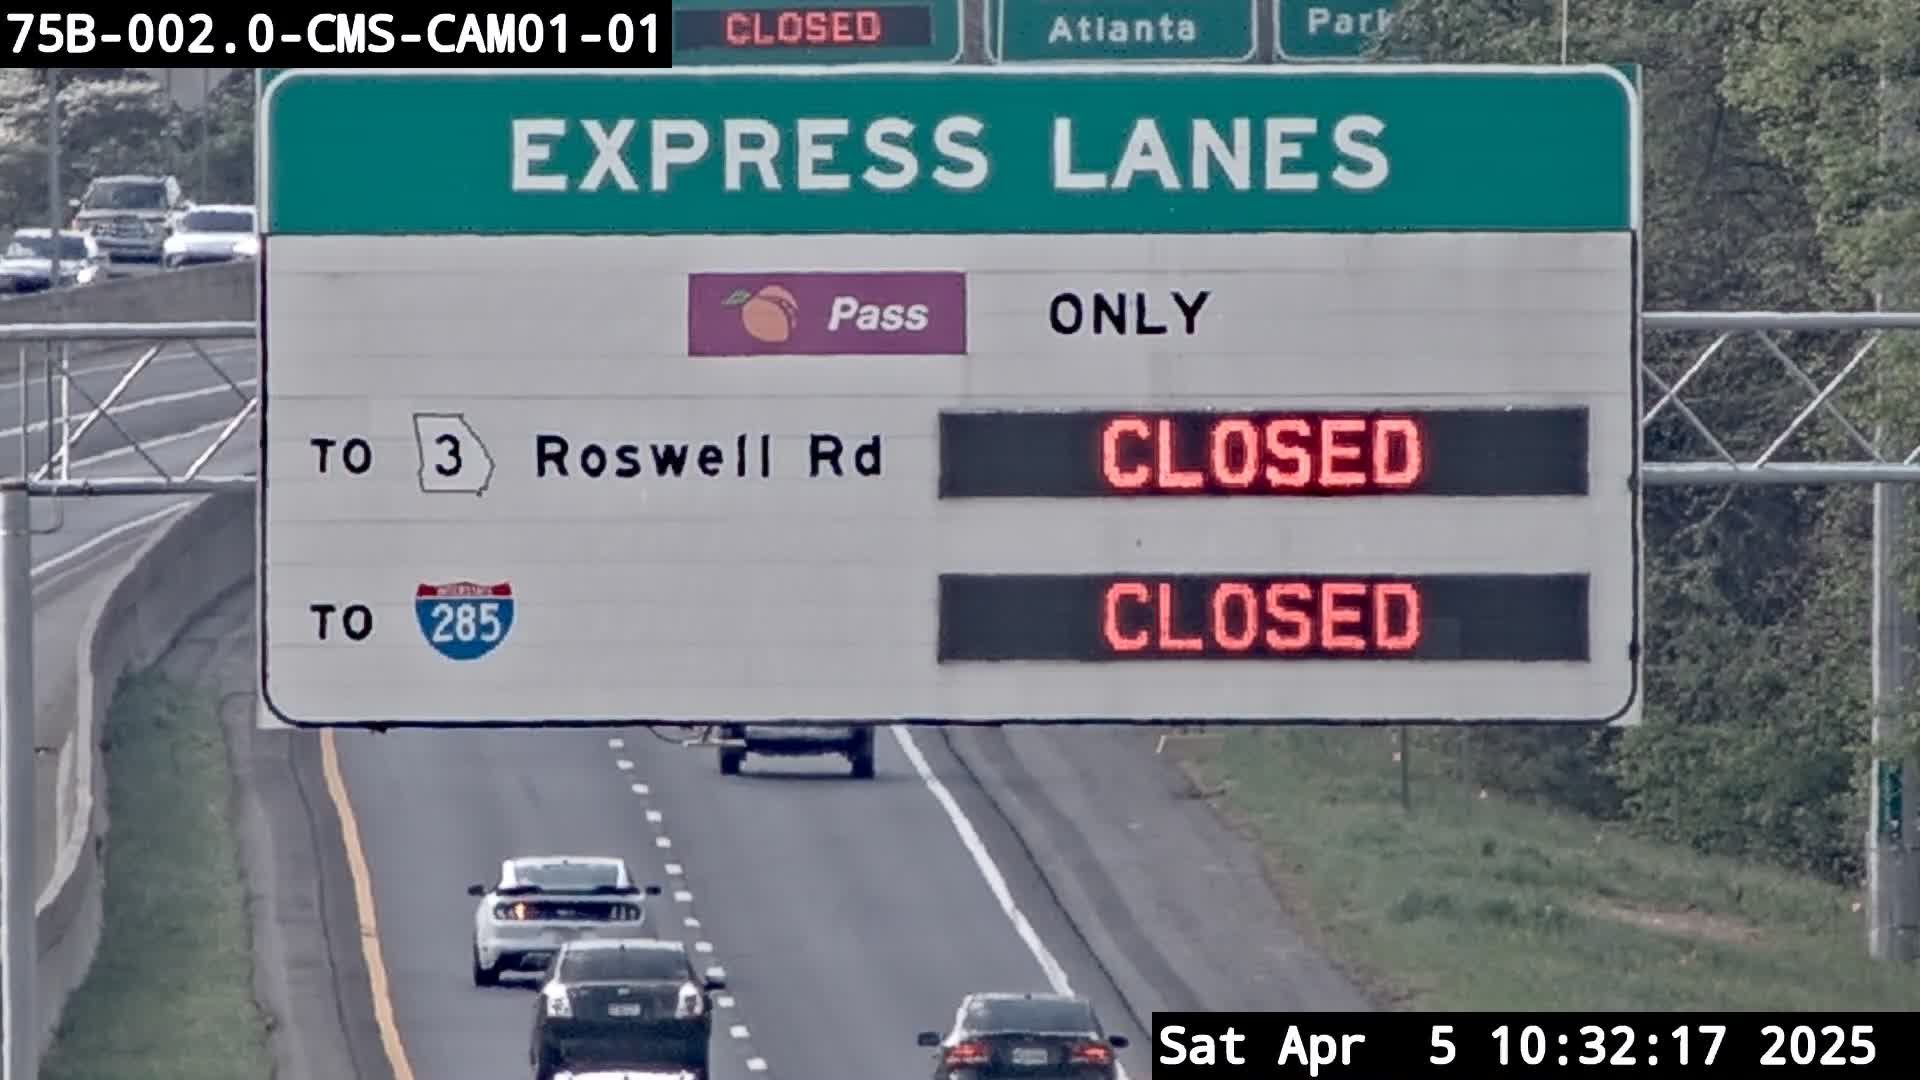 75B-002.0-CMS-CAM01-01
CLOSED
Atlanta
Park
EXPRESS LANES
Pass ONLY
TO 3 Roswell Rd CLOSED
INTERSTATE
TO 285 CLOSED
Sat Apr 5 10:32:17 2025